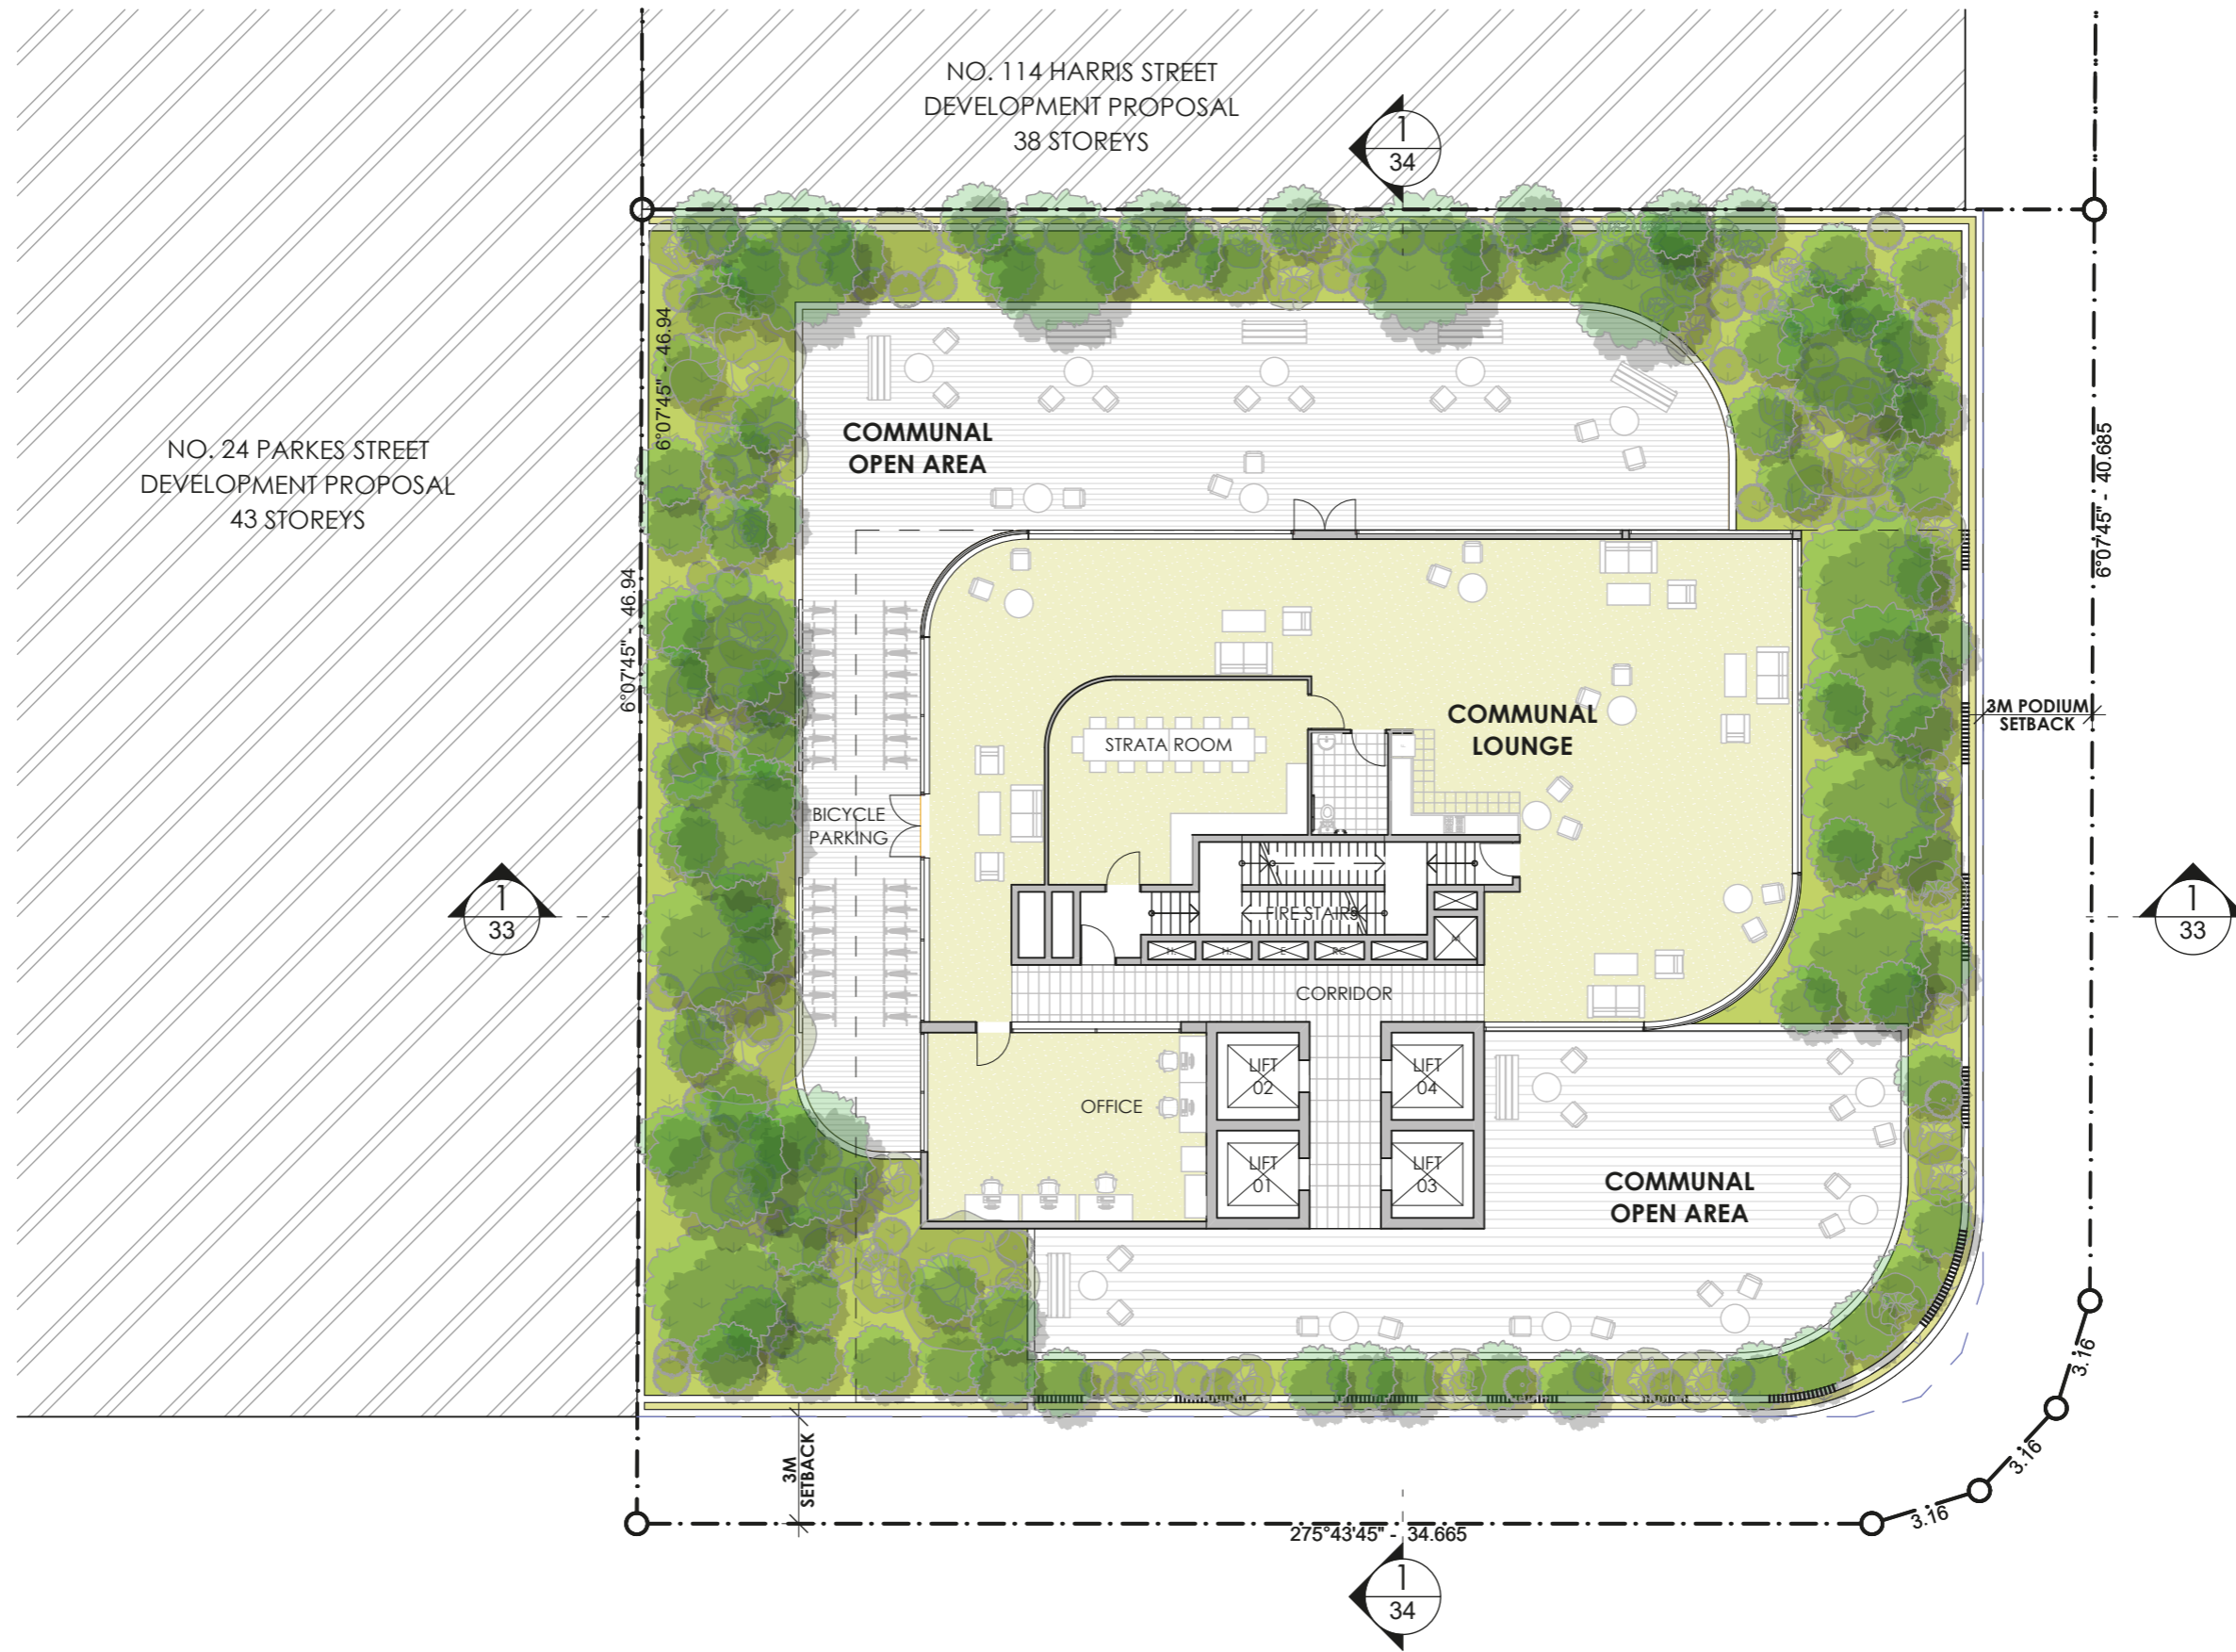 NO. 114 HARRIS STREET
DEVELOPMENT PROPOSAL
38 STOREYS
1
34
NO. 24 PARKES STREET
DEVELOPMENT PROPOSAL
43 STOREYS
6°07'45" - 46.94
6°07'45" - 46.94
6°07'45" - 40.685
COMMUNAL
OPEN AREA
3M PODIUM
SETBACK
COMMUNAL
LOUNGE
STRATA ROOM
BICYCLE
PARKING
1
33
1
33
FIRE STAIRS
E
CORRIDOR
LIFT
02
LIFT
04
OFFICE
LIFT
01
LIFT
03
COMMUNAL
OPEN AREA
3M
SETBACK
3.16
3.16
3.16
275°43'45" - 34.665
1
34